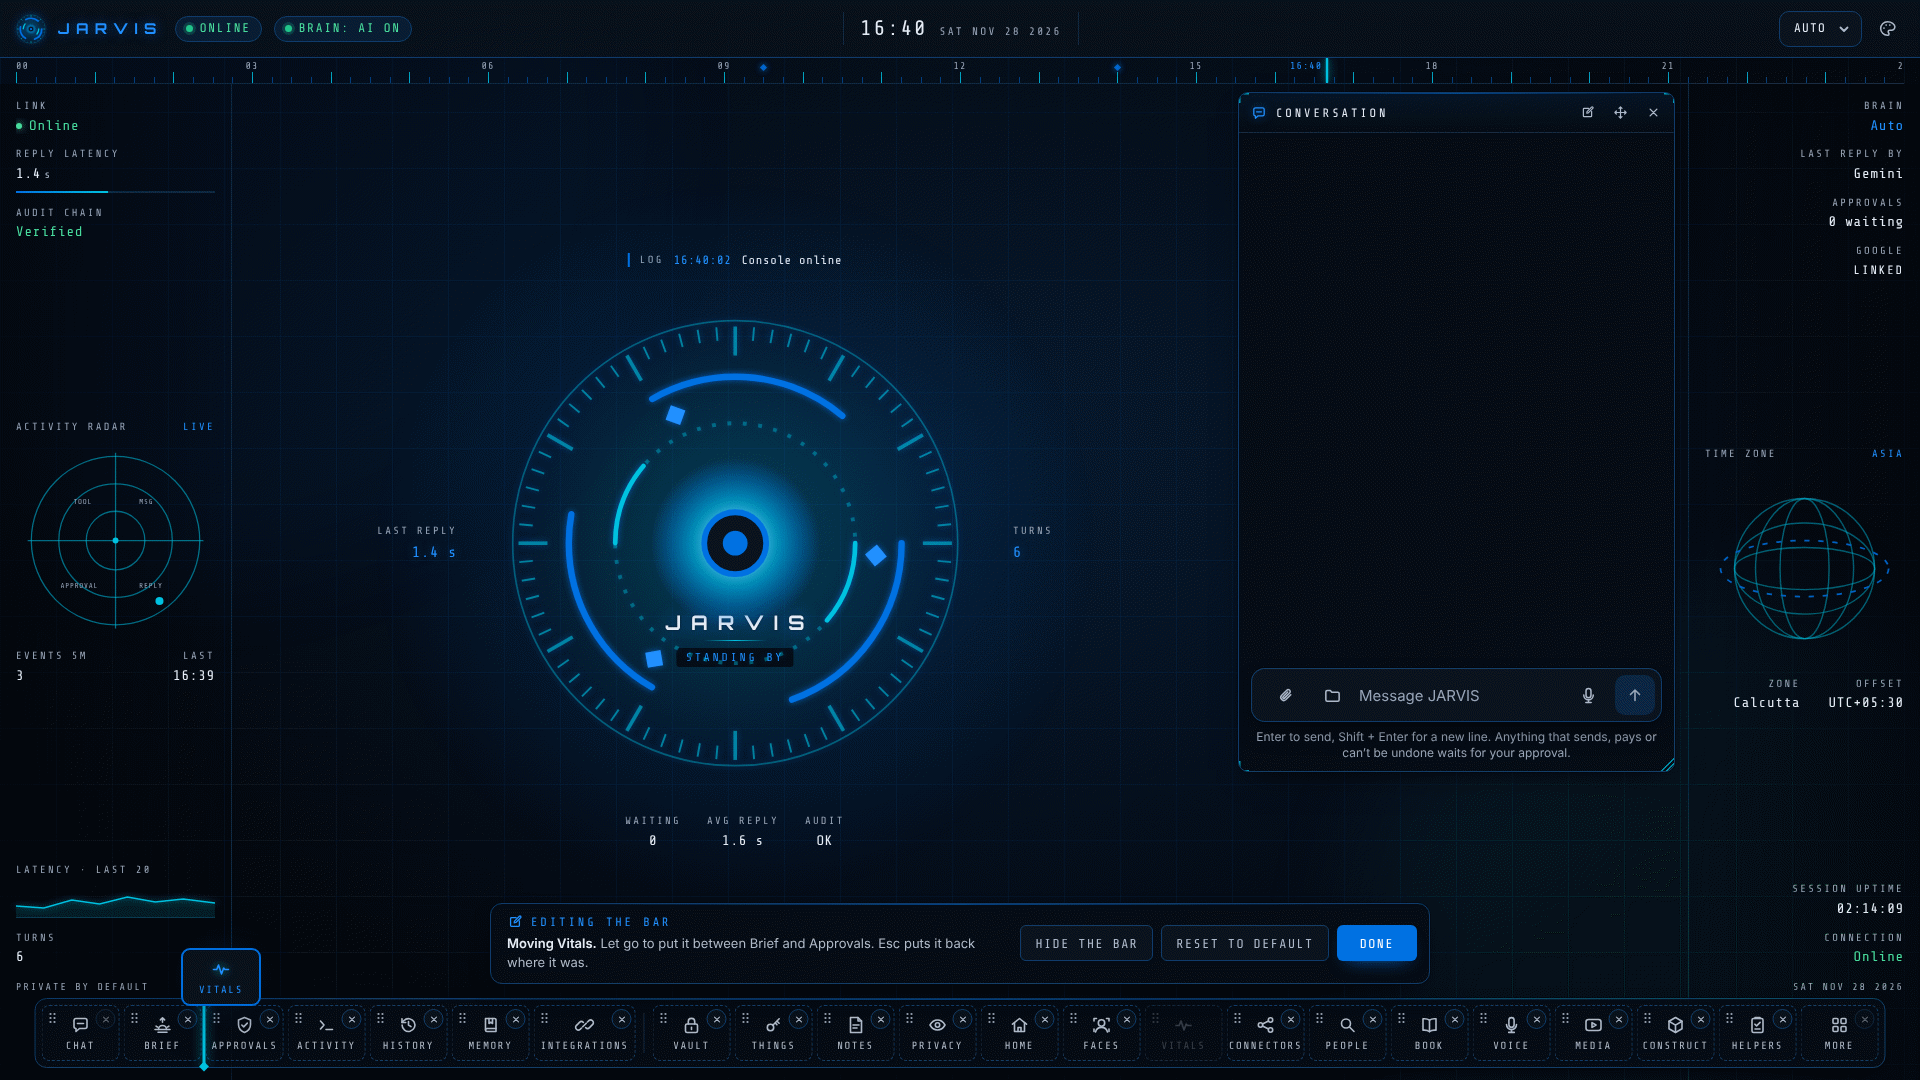 JARVIS
ONLINE
BRAIN: AI ON
16:40 SAT NOV 28 2026
AUTO
00 03 06 09 12 15 16:40 18 21 2
LINK
Online
REPLY LATENCY
1.4 s
AUDIT CHAIN
Verified
LOG 16:40:02 Console online
CONVERSATION
BRAIN
Auto
LAST REPLY BY
Gemini
APPROVALS
0 waiting
GOOGLE
LINKED
ACTIVITY RADAR LIVE
TOOL MSG
APPROVAL REPLY
EVENTS 5M LAST
3 16:39
LAST REPLY
1.4 s
TURNS
6
JARVIS
STANDING BY
TIME ZONE ASIA
ZONE OFFSET
Calcutta UTC+05:30
Message JARVIS
Enter to send, Shift + Enter for a new line. Anything that sends, pays or
can't be undone waits for your approval.
WAITING AVG REPLY AUDIT
0 1.6 s OK
LATENCY · LAST 20
TURNS
6
PRIVATE BY DEFAULT
VITALS
EDITING THE BAR
Moving Vitals. Let go to put it between Brief and Approvals. Esc puts it back
where it was.
HIDE THE BAR
RESET TO DEFAULT
DONE
SESSION UPTIME
02:14:09
CONNECTION
Online
SAT NOV 28 2026
CHAT BRIEF APPROVALS ACTIVITY HISTORY MEMORY INTEGRATIONS VAULT THINGS NOTES PRIVACY HOME FACES VITALS CONNECTORS PEOPLE BOOK VOICE MEDIA CONSTRUCT HELPERS MORE